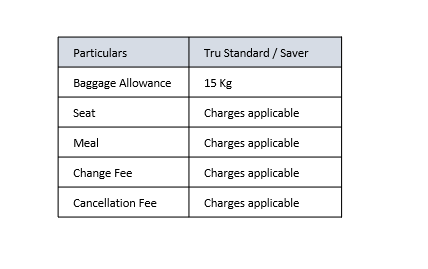 Particulars Tru Standard / Saver
Baggage Allowance 15 Kg
Seat Charges applicable
Meal Charges applicable
Change Fee Charges applicable
Cancellation Fee Charges applicable